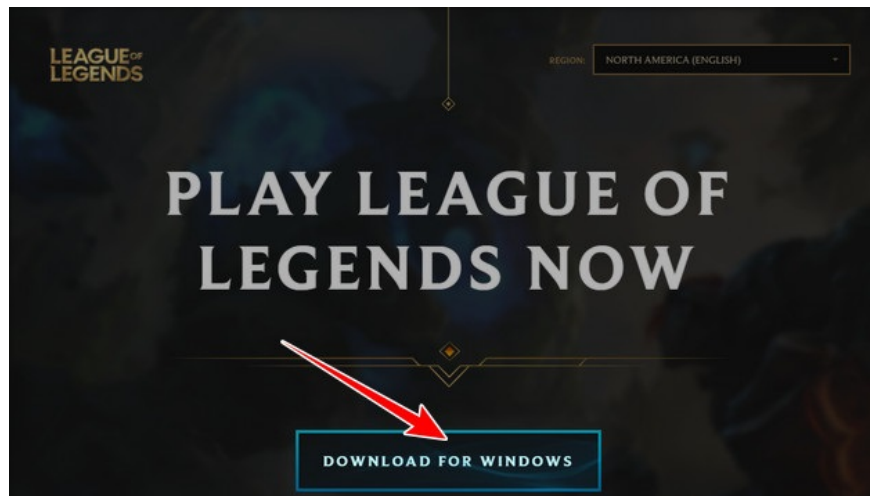 LEAGUE OF
LEGENDS
REGION: NORTH AMERICA (ENGLISH)
PLAY LEAGUE OF
LEGENDS NOW
DOWNLOAD FOR WINDOWS